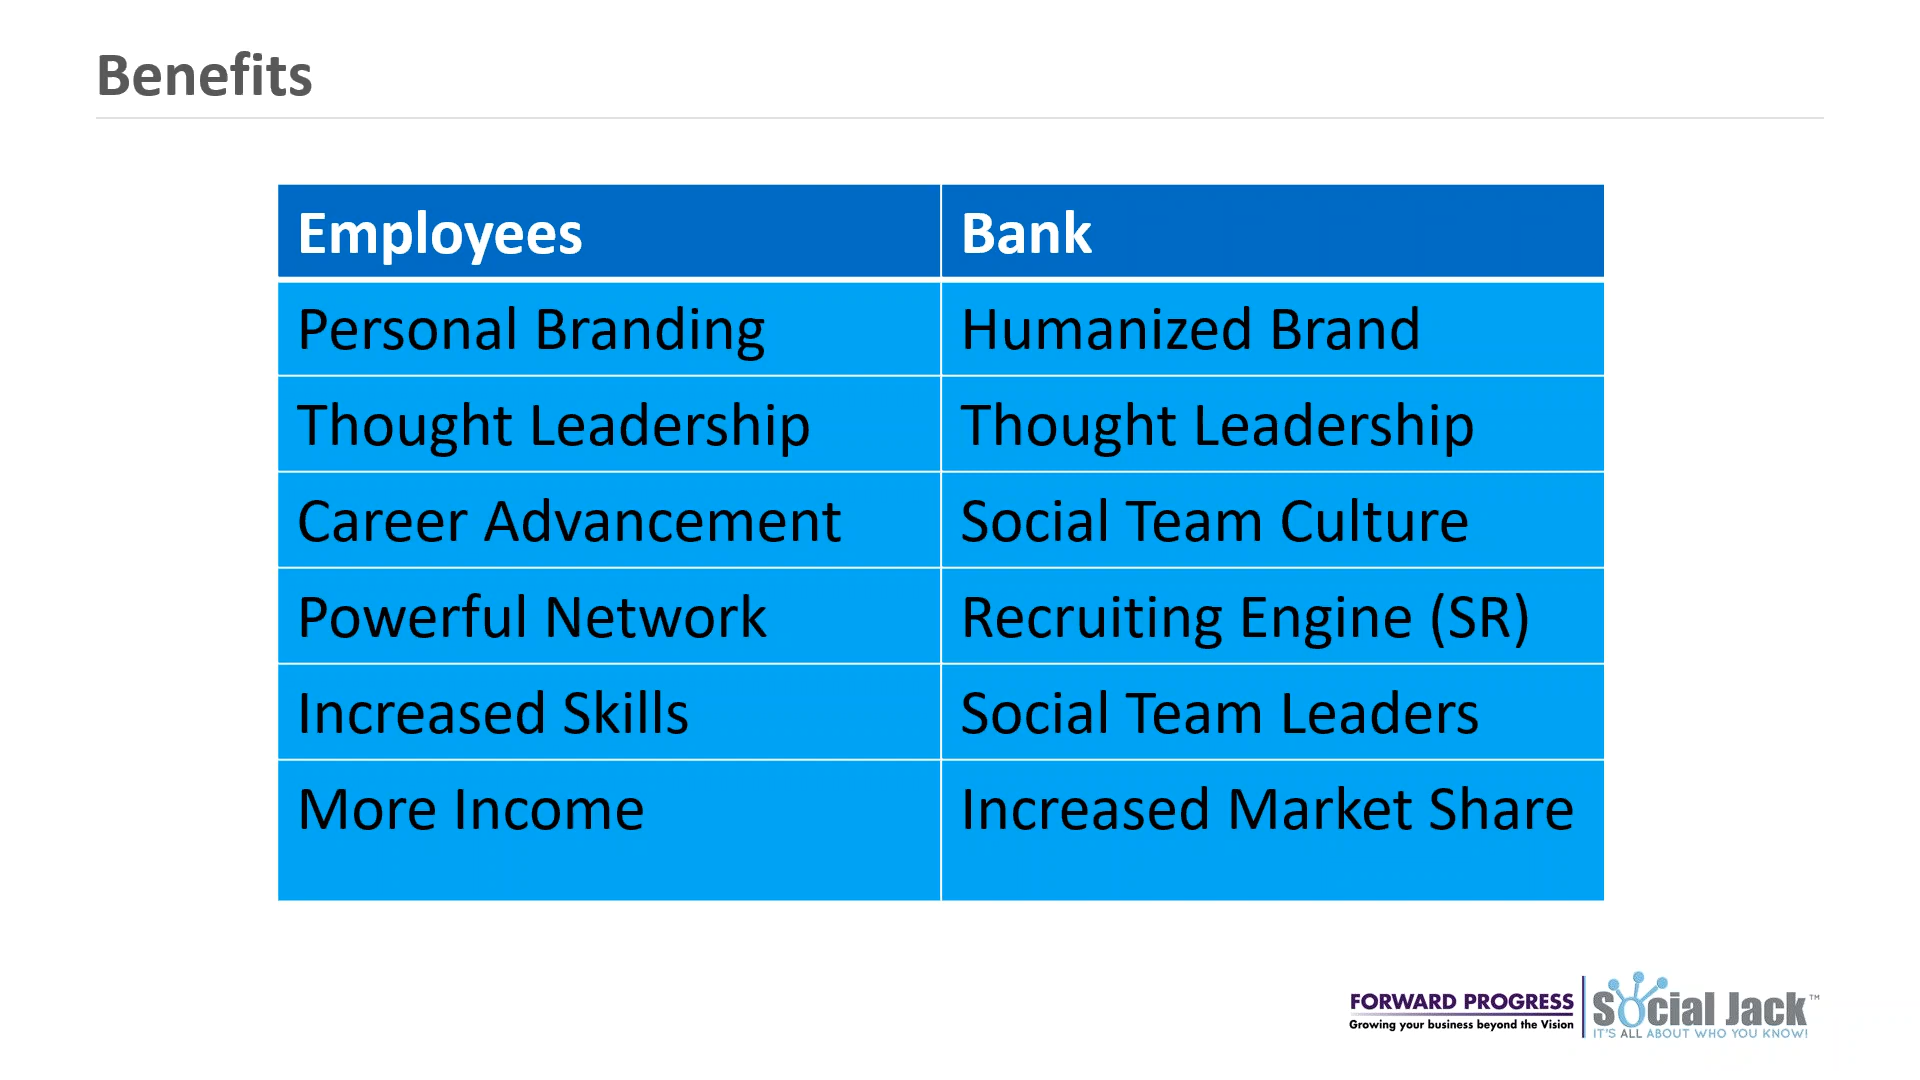 Benefits
Employees Bank
Personal Branding Humanized Brand
Thought Leadership Thought Leadership
Career Advancement Social Team Culture
Powerful Network Recruiting Engine (SR)
Increased Skills Social Team Leaders
More Income Increased Market Share
FORWARD PROGRESS
Growing your business beyond the Vision
Social Jack™
IT'S ALL ABOUT WHO YOU KNOW!